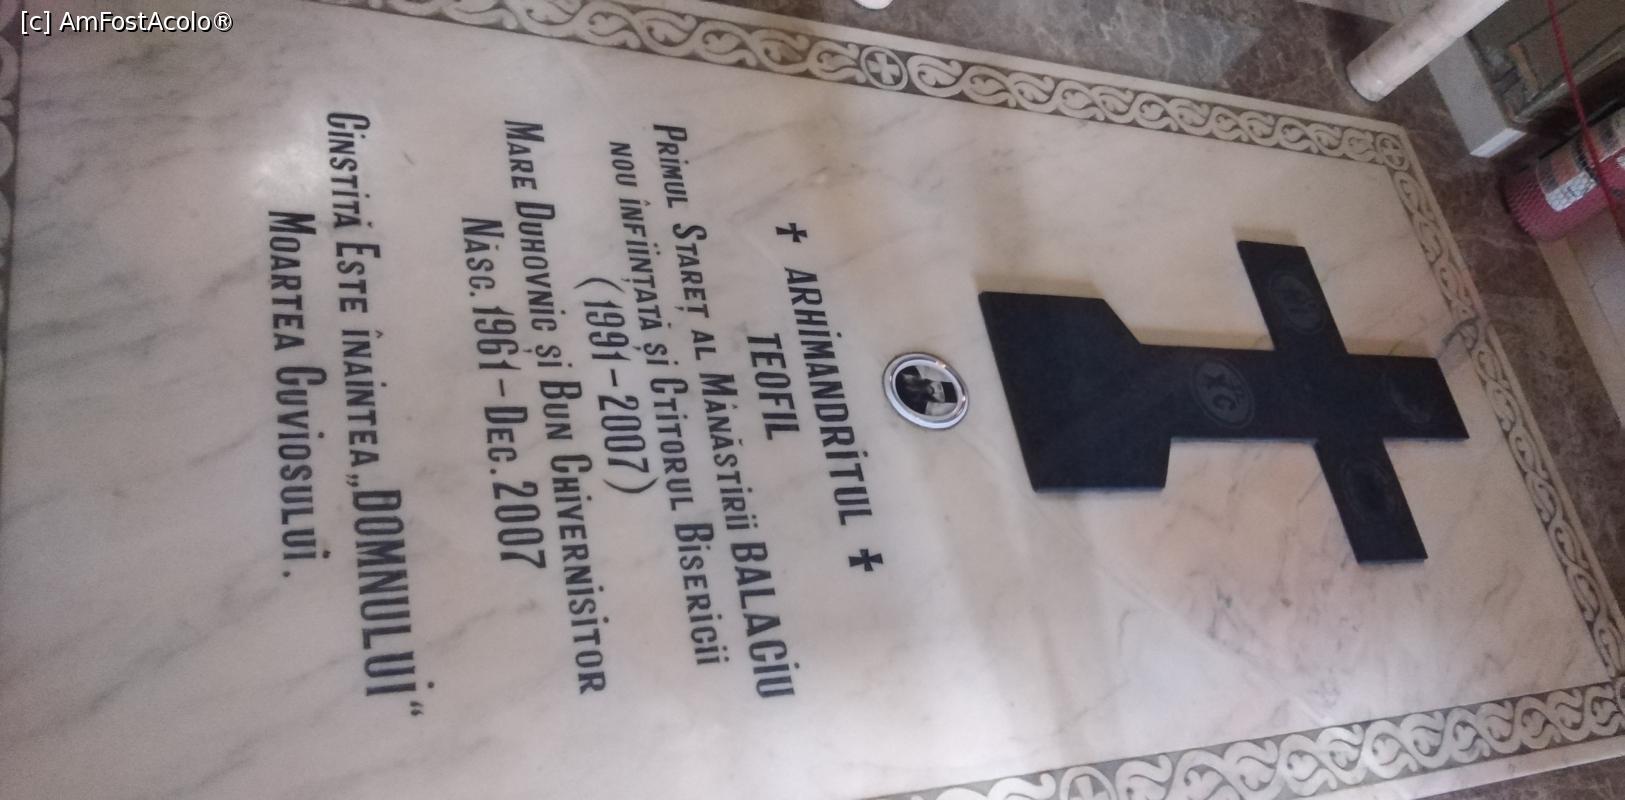 [c] AmFostAcolo®
✝ ARHIMANDRITUL ✝
TEOFIL
PRIMUL STAREȚ AL MÂNĂSTIRII BALACIU
NOU ÎNFIINȚATĂ ȘI CTITORUL BISERICII
(1991-2007)
MARE DUHOVNIC ȘI BUN CHIVERNISITOR
NĂSC. 1961 - DEC. 2007
CINSTITĂ ESTE ÎNAINTEA „DOMNULUI“
MOARTEA CUVIOSULUI.